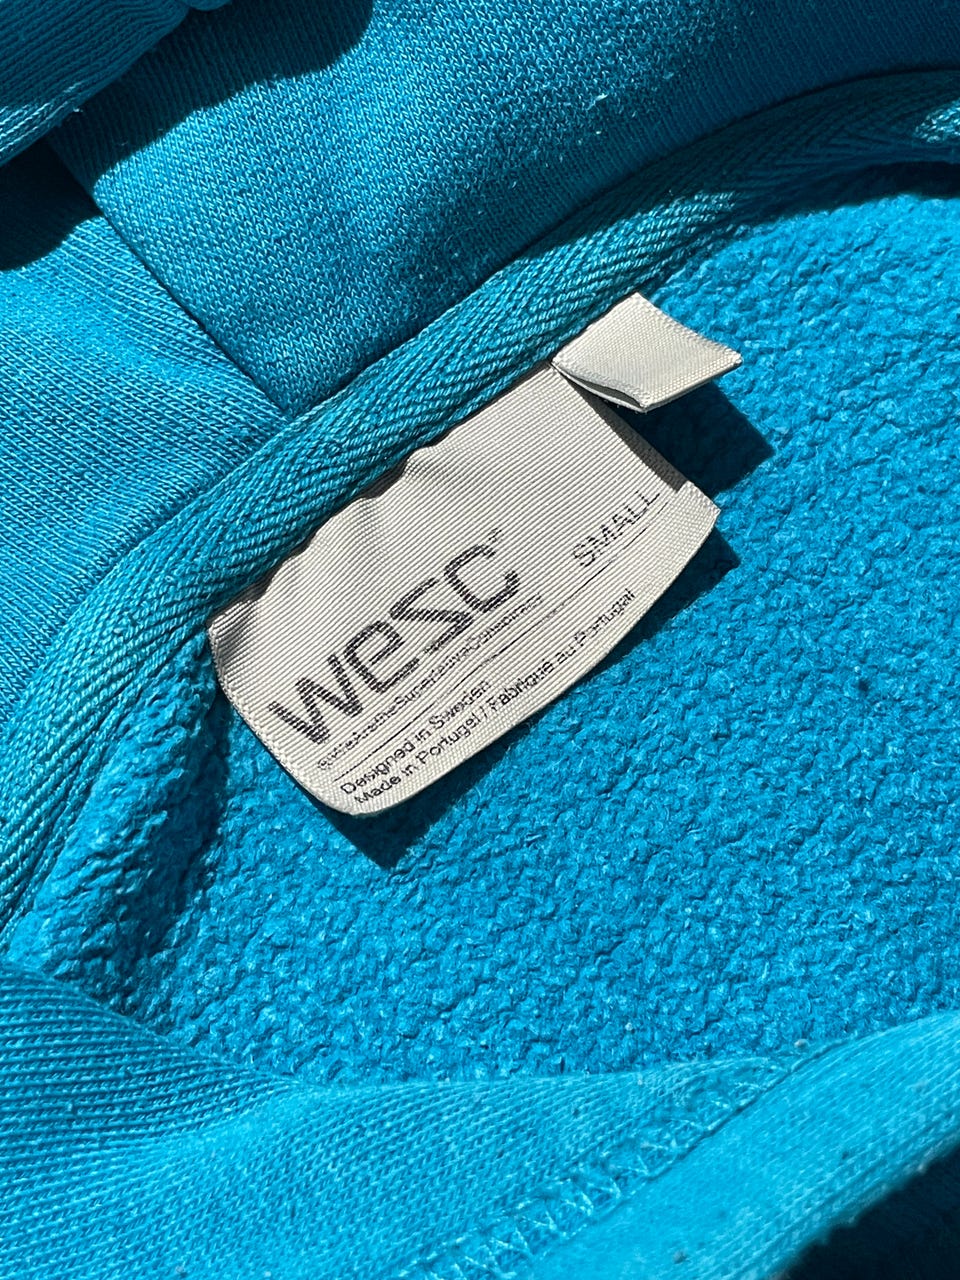 wesc
SMALL
Designed in Sweden
Made in Portugal / Fabriqué au Portugal